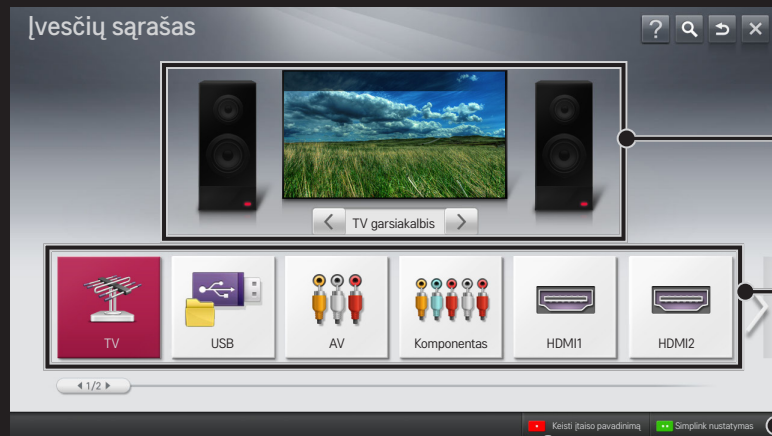 Įvesčių sąrašas
?
TV garsiakalbis
TV
USB
AV
Komponentas
HDMI1
HDMI2
1/2
Keisti įtaiso pavadinimą
Simplink nustatymas